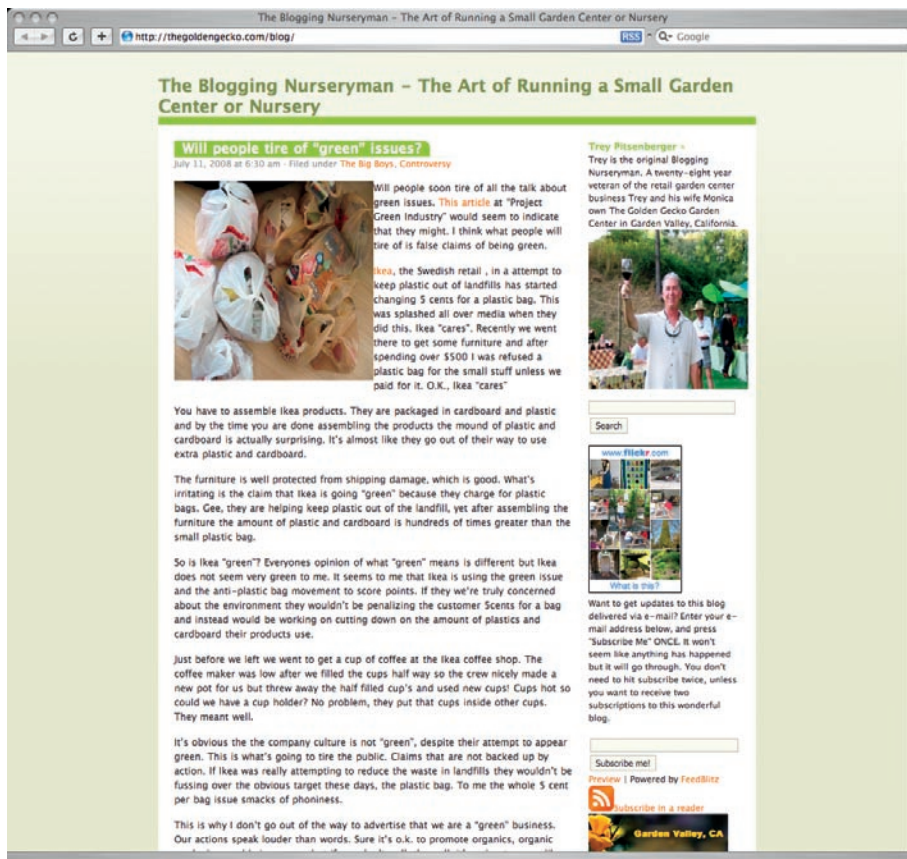 The Blogging Nurseryman – The Art of Running a Small Garden Center or Nursery
http://thegoldengecko.com/blog/
RSS
Google
The Blogging Nurseryman – The Art of Running a Small Garden
Center or Nursery
Will people tire of "green" issues?
July 11, 2008 at 6:30 am · Filed under The Big Boys, Controversy
Will people soon tire of all the talk about
green issues. This article at "Project
Green Industry" would seem to indicate
that they might. I think what people will
tire of is false claims of being green.
Ikea, the Swedish retail , in a attempt to
keep plastic out of landfills has started
changing 5 cents for a plastic bag. This
was splashed all over media when they
did this. Ikea "cares". Recently we went
there to get some furniture and after
spending over $500 I was refused a
plastic bag for the small stuff unless we
paid for it. O.K., Ikea "cares"
You have to assemble Ikea products. They are packaged in cardboard and plastic
and by the time you are done assembling the products the mound of plastic and
cardboard is actually surprising. It's almost like they go out of their way to use
extra plastic and cardboard.
The furniture is well protected from shipping damage, which is good. What's
irritating is the claim that Ikea is going "green" because they charge for plastic
bags. Gee, they are helping keep plastic out of the landfill, yet after assembling the
furniture the amount of plastic and cardboard is hundreds of times greater than the
small plastic bag.
So is Ikea "green"? Everyones opinion of what "green" means is different but Ikea
does not seem very green to me. It seems to me that Ikea is using the green issue
and the anti-plastic bag movement to score points. If they we're truly concerned
about the environment they wouldn't be penalizing the customer 5cents for a bag
and instead would be working on cutting down on the amount of plastics and
cardboard their products use.
Just before we left we went to get a cup of coffee at the Ikea coffee shop. The
coffee maker was low after we filled the cups half way so the crew nicely made a
new pot for us but threw away the half filled cup's and used new cups! Cups hot so
could we have a cup holder? No problem, they put that cups inside other cups.
They meant well.
It's obvious the the company culture is not "green", despite their attempt to appear
green. This is what's going to tire the public. Claims that are not backed up by
action. If Ikea was really attempting to reduce the waste in landfills they wouldn't be
fussing over the obvious target these days, the plastic bag. To me the whole 5 cent
per bag issue smacks of phoniness.
This is why I don't go out of the way to advertise that we are a "green" business.
Our actions speak louder than words. Sure it's o.k. to promote organics, organic
Trey Pitsenberger »
Trey is the original Blogging
Nurseryman. A twenty-eight year
veteran of the retail garden center
business Trey and his wife Monica
own The Golden Gecko Garden
Center in Garden Valley, California.
Search
www.flickr.com
What is this?
Want to get updates to this blog
delivered via e-mail? Enter your e-
mail address below, and press
"Subscribe Me" ONCE. It won't
seem like anything has happened
but it will go through. You don't
need to hit subscribe twice, unless
you want to receive two
subscriptions to this wonderful
blog.
Subscribe me!
Preview | Powered by FeedBlitz
Subscribe in a reader
Garden Valley, CA